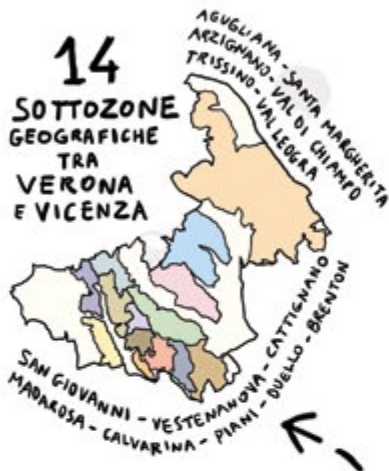 14
SOTTOZONE
GEOGRAFICHE
TRA
VERONA
E VICENZA
AGUGLIANA - SANTA MARGHERITA
ARZIGNANO - VAL DI CHIAMPO
TRISSINO - VAL LEOGRA
SAN GIOVANNI - VESTENANOVA - CATTIGNANO
MADAROSA - CALVARINA - PIANI - DUELLO - BRENTON